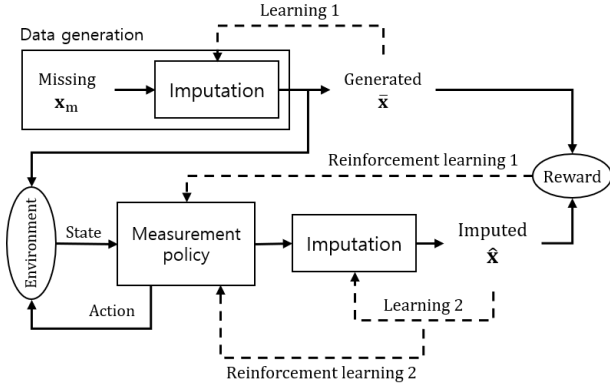 Learning 1
Data generation
Missing
x_m
Imputation
Generated
x̄
Reinforcement learning 1
Reward
Environment
State
Measurement
policy
Imputation
Imputed
x̂
Action
Learning 2
Reinforcement learning 2